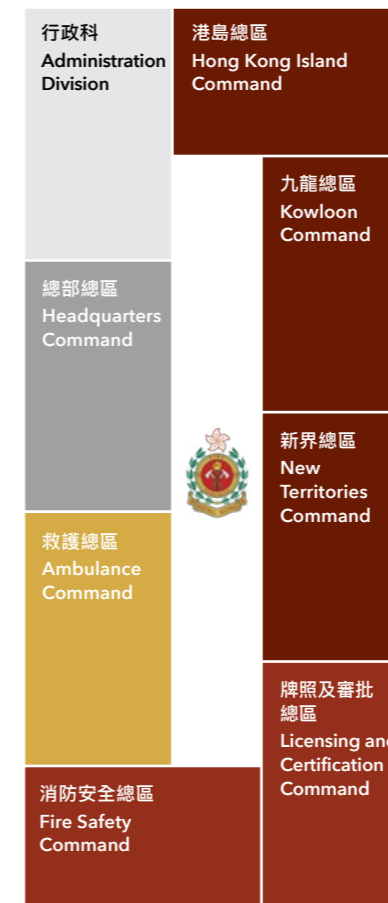 行政科
Administration
Division
港島總區
Hong Kong Island
Command
九龍總區
Kowloon
Command
總部總區
Headquarters
Command
新界總區
New
Territories
Command
救護總區
Ambulance
Command
牌照及審批
總區
Licensing and
Certification
Command
消防安全總區
Fire Safety
Command